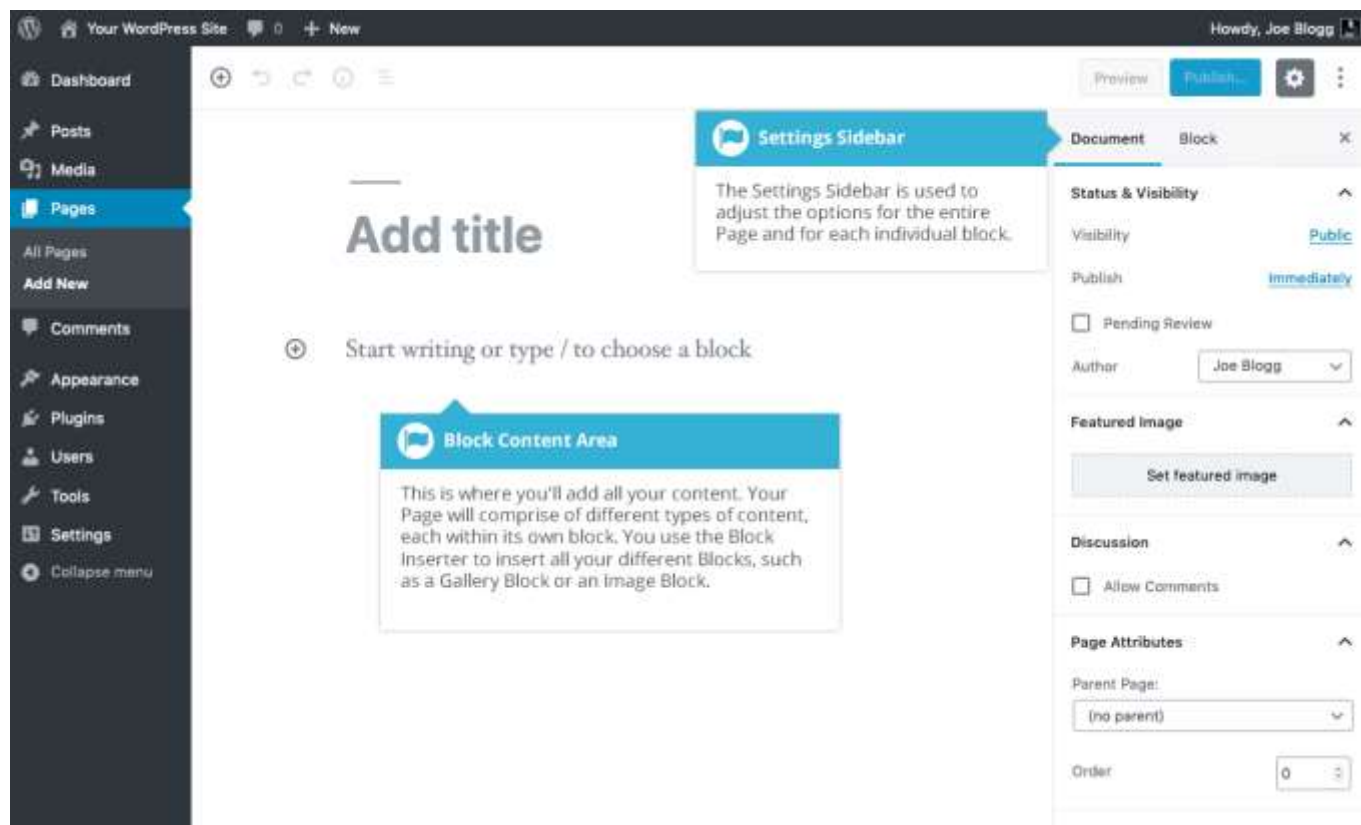 Your WordPress Site 0 New Howdy, Joe Blogg
Dashboard
Posts
Media
Pages
All Pages
Add New
Comments
Appearance
Plugins
Users
Tools
Settings
Collapse menu
Preview Publish...
Add title
Start writing or type / to choose a block
Settings Sidebar
The Settings Sidebar is used to
adjust the options for the entire
Page and for each individual block.
Block Content Area
This is where you'll add all your content. Your
Page will comprise of different types of content,
each within its own block. You use the Block
Inserter to insert all your different Blocks, such
as a Gallery Block or an Image Block.
Document Block
Status & Visibility
Visibility Public
Publish Immediately
Pending Review
Author Joe Blogg
Featured Image
Set featured image
Discussion
Allow Comments
Page Attributes
Parent Page:
(no parent)
Order 0